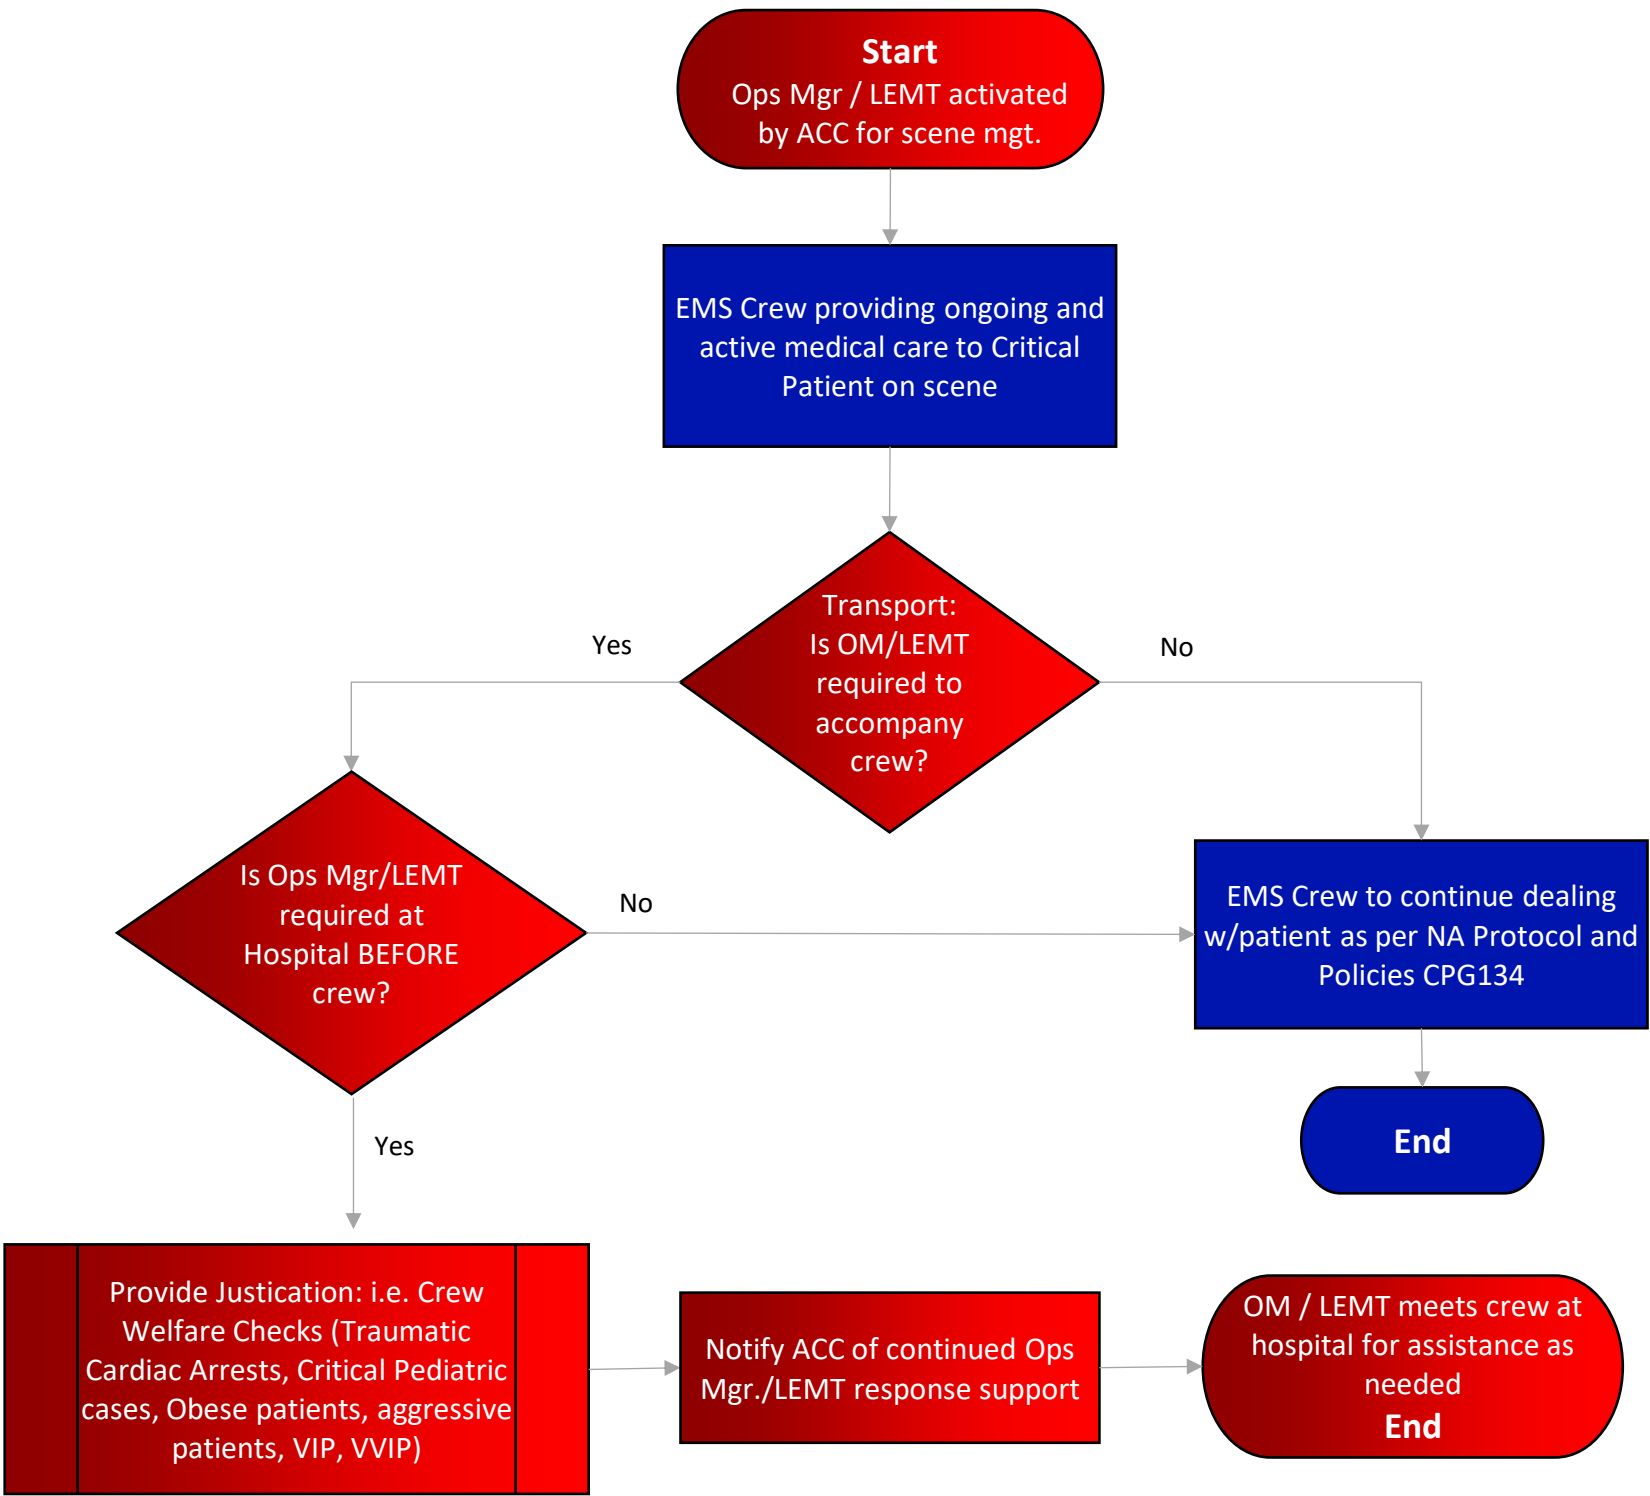 Start
Ops Mgr / LEMT activated
by ACC for scene mgt.
EMS Crew providing ongoing and
active medical care to Critical
Patient on scene
Transport:
Is OM/LEMT
required to
accompany
crew?
Yes
No
Is Ops Mgr/LEMT
required at
Hospital BEFORE
crew?
No
EMS Crew to continue dealing
w/patient as per NA Protocol and
Policies CPG134
Yes
End
Provide Justication: i.e. Crew
Welfare Checks (Traumatic
Cardiac Arrests, Critical Pediatric
cases, Obese patients, aggressive
patients, VIP, VVIP)
Notify ACC of continued Ops
Mgr./LEMT response support
OM / LEMT meets crew at
hospital for assistance as
needed
End